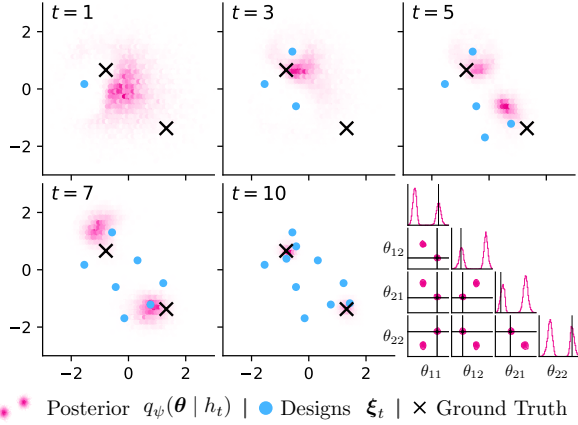 t = 1
t = 3
t = 5
2
0
−2
t = 7
t = 10
2
0
−2
θ12
θ21
θ22
−2 0 2
−2 0 2
θ11 θ12 θ21 θ22
Posterior qψ(θ | ht) | Designs ξt | × Ground Truth